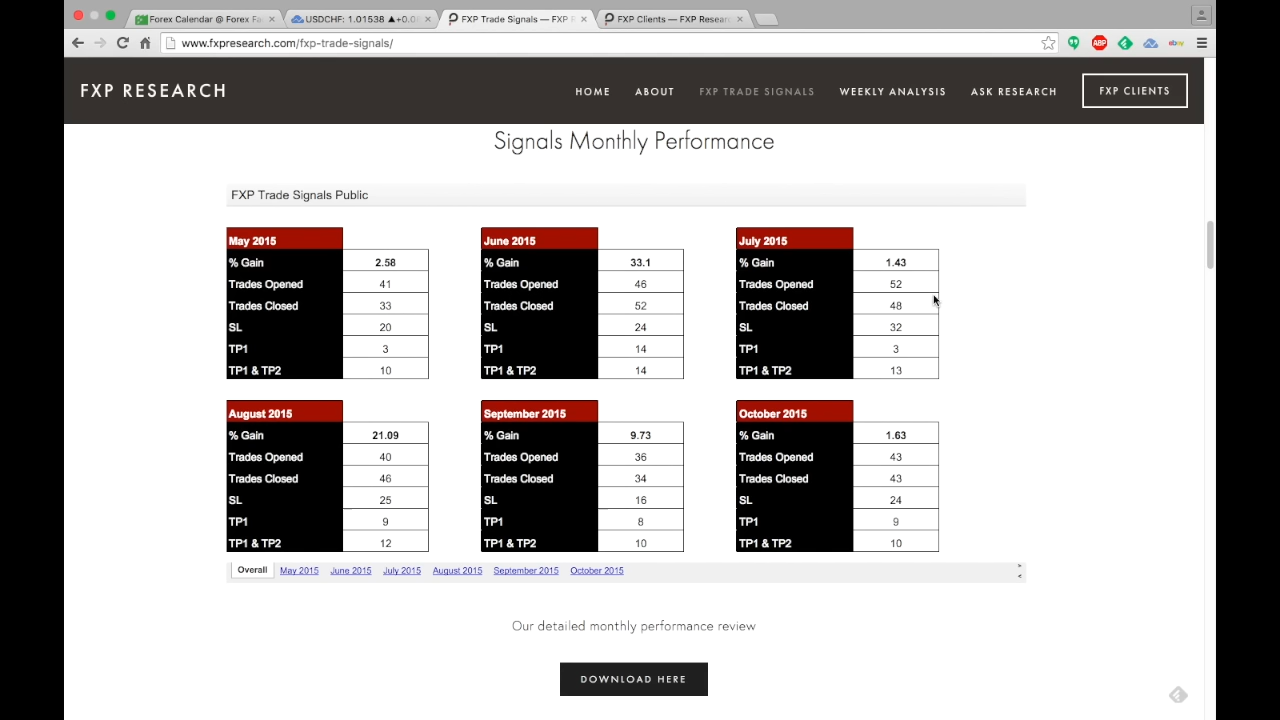 Forex Calendar @ Forex Fa
USDCHF: 1.01538 ▲+0.0
FXP Trade Signals — FXP R
FXP Clients — FXP Resear
www.fxpresearch.com/fxp-trade-signals/
ABP
ebay
FXP RESEARCH
HOME ABOUT FXP TRADE SIGNALS WEEKLY ANALYSIS ASK RESEARCH FXP CLIENTS
Signals Monthly Performance
FXP Trade Signals Public
May 2015
% Gain 2.58
Trades Opened 41
Trades Closed 33
SL 20
TP1 3
TP1 & TP2 10
June 2015
% Gain 33.1
Trades Opened 46
Trades Closed 52
SL 24
TP1 14
TP1 & TP2 14
July 2015
% Gain 1.43
Trades Opened 52
Trades Closed 48
SL 32
TP1 3
TP1 & TP2 13
August 2015
% Gain 21.09
Trades Opened 40
Trades Closed 46
SL 25
TP1 9
TP1 & TP2 12
September 2015
% Gain 9.73
Trades Opened 36
Trades Closed 34
SL 16
TP1 8
TP1 & TP2 10
October 2015
% Gain 1.63
Trades Opened 43
Trades Closed 43
SL 24
TP1 9
TP1 & TP2 10
Overall May 2015 June 2015 July 2015 August 2015 September 2015 October 2015
Our detailed monthly performance review
DOWNLOAD HERE